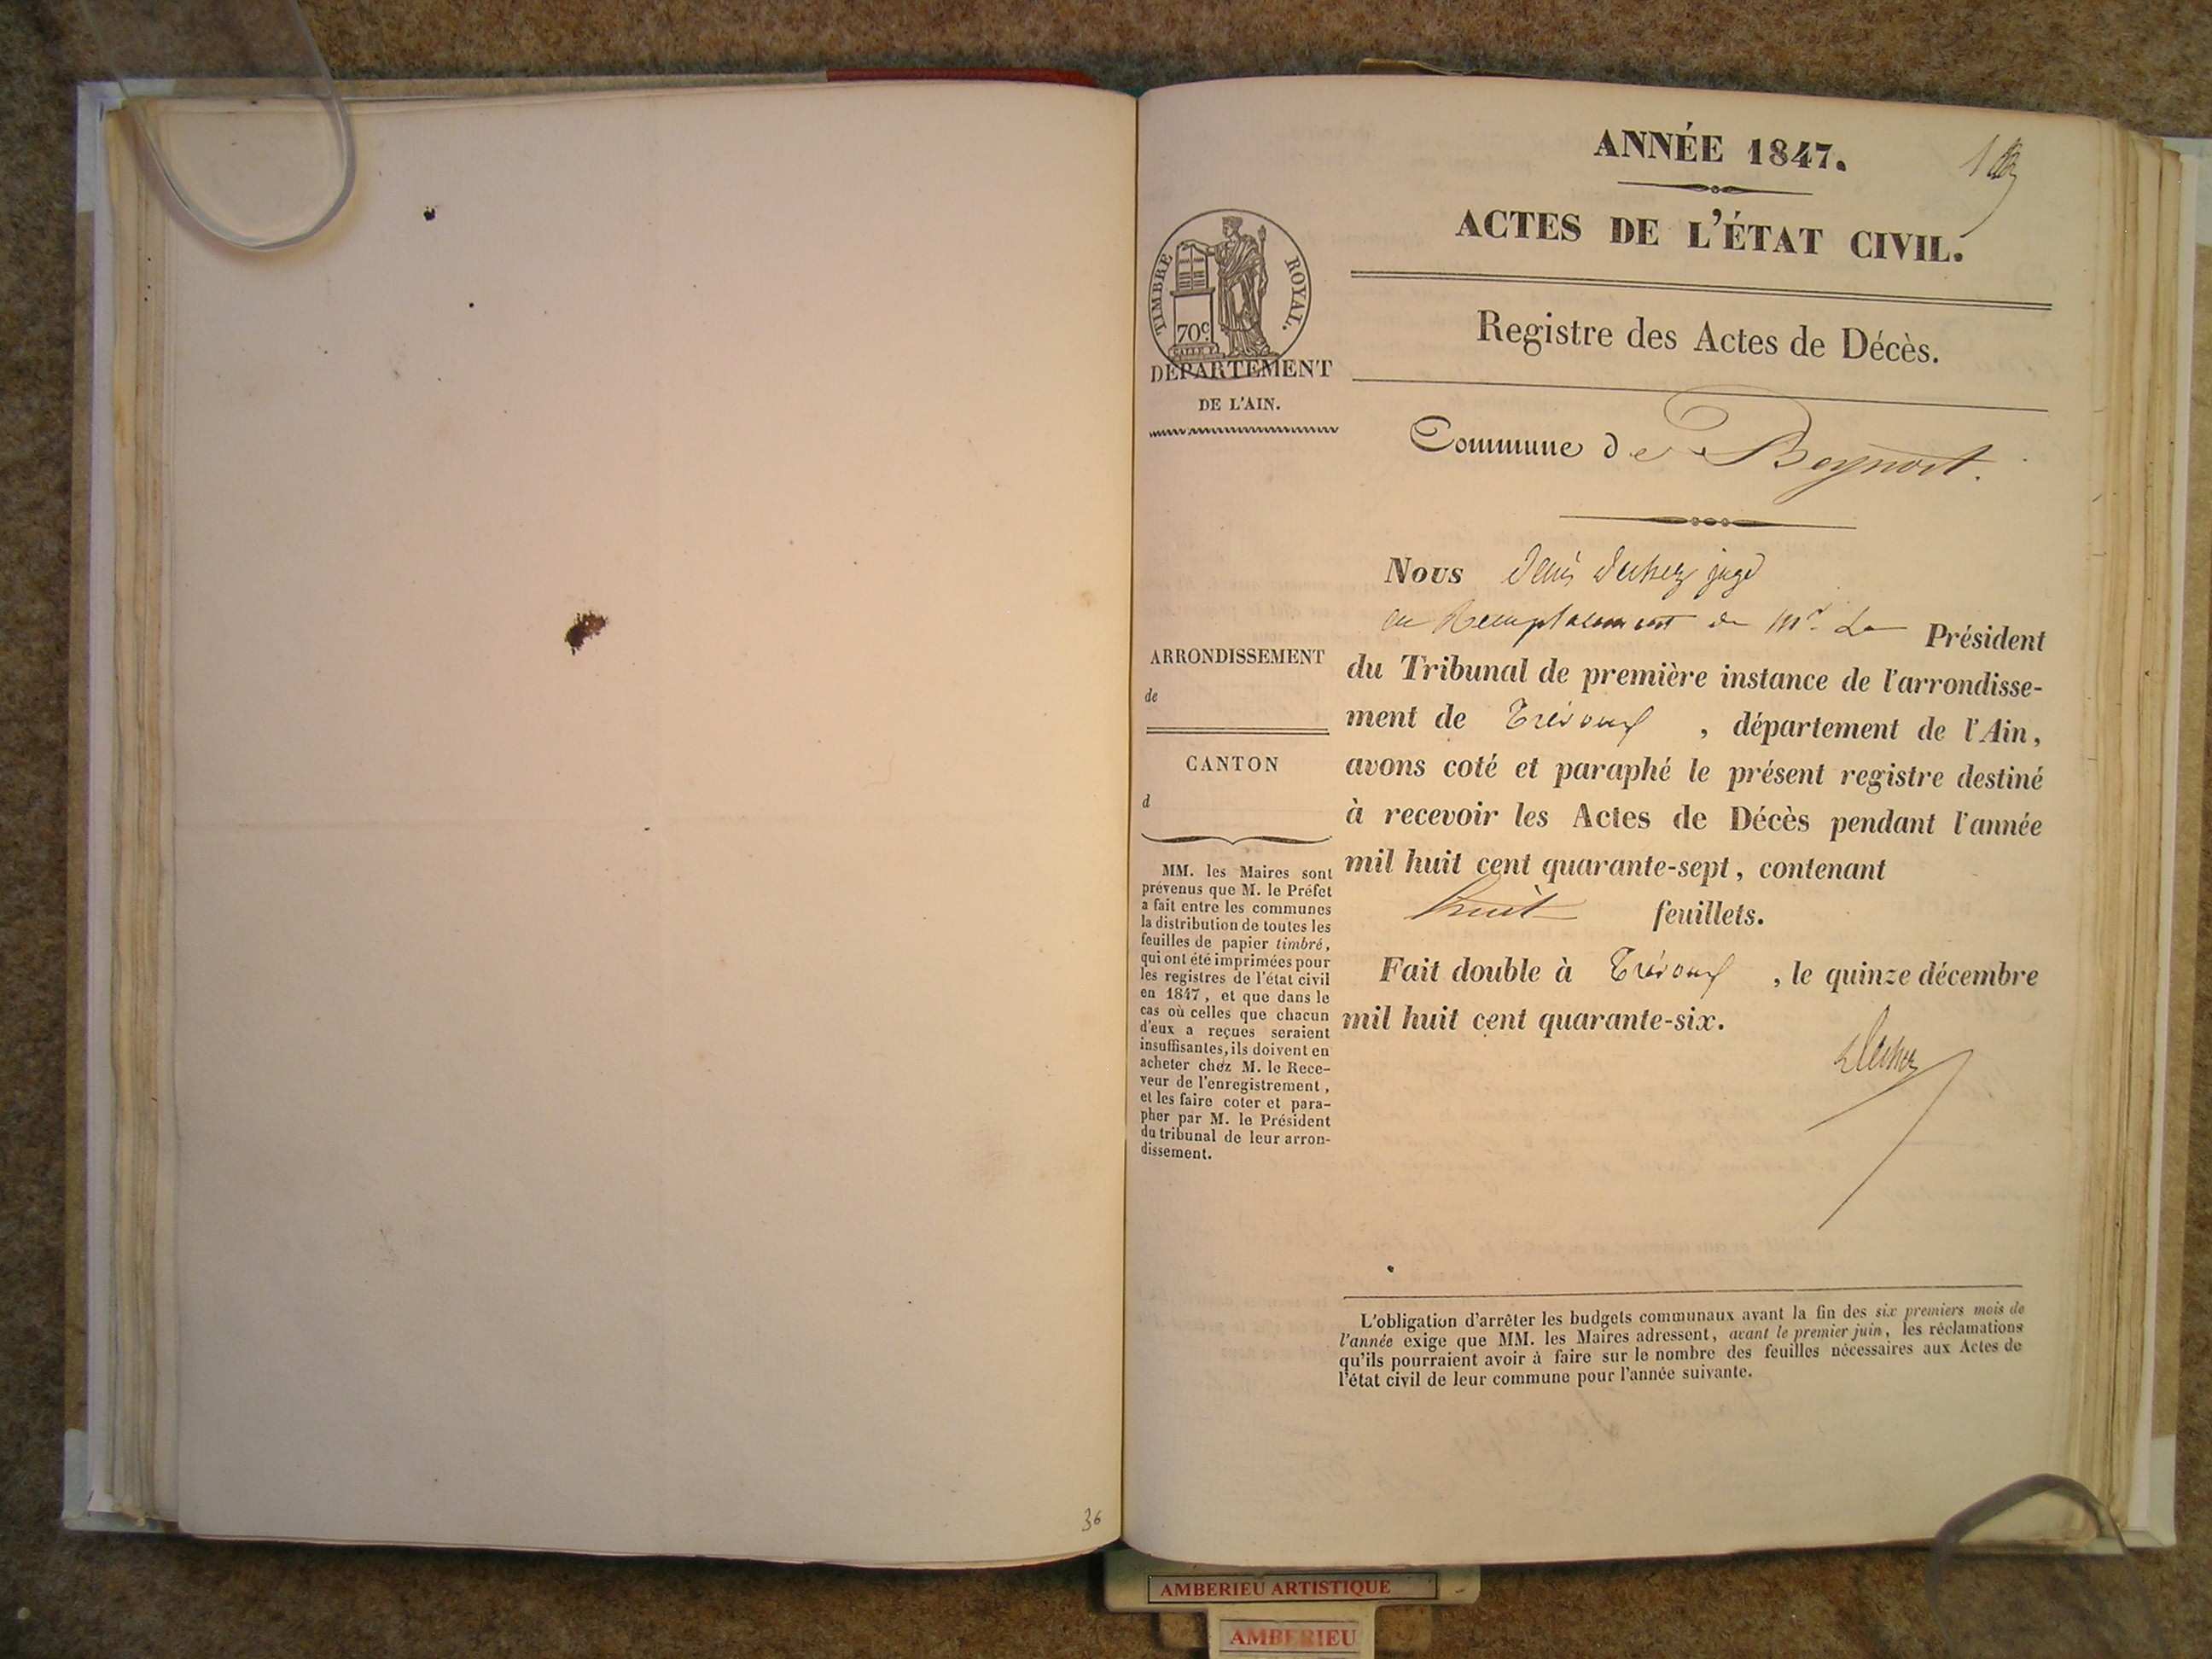 36
ANNÉE 1847.
ACTES DE L'ÉTAT CIVIL.
TIMBRE ROYAL.
70c.
DÉPARTEMENT
DE L'AIN.
Registre des Actes de Décès.
Commune de Beynost.
ARRONDISSEMENT
de
CANTON
d
MM. les Maires sont
prévenus que M. le Préfet
a fait entre les communes
la distribution de toutes les
feuilles de papier timbré,
qui ont été imprimées pour
les registres de l'état civil
en 1847, et que dans le
cas où celles que chacun
d'eux a reçues seraient
insuffisantes, ils doivent en
acheter chez M. le Rece-
veur de l'enregistrement,
et les faire coter et para-
pher par M. le Président
du tribunal de leur arron-
dissement.
Nous Denis juge
en Remplacement de Mr. Le Président
du Tribunal de première instance de l'arrondisse-
ment de Trévoux, département de l'Ain,
avons coté et paraphé le présent registre destiné
à recevoir les Actes de Décès pendant l'année
mil huit cent quarante-sept, contenant
huit feuillets.
Fait double à Trévoux, le quinze décembre
mil huit cent quarante-six.
L'obligation d'arrêter les budgets communaux avant la fin des six premiers mois de
l'année exige que MM. les Maires adressent, avant le premier juin, les réclamations
qu'ils pourraient avoir à faire sur le nombre des feuilles nécessaires aux Actes de
l'état civil de leur commune pour l'année suivante.
AMBERIEU ARTISTIQUE
AMBERIEU